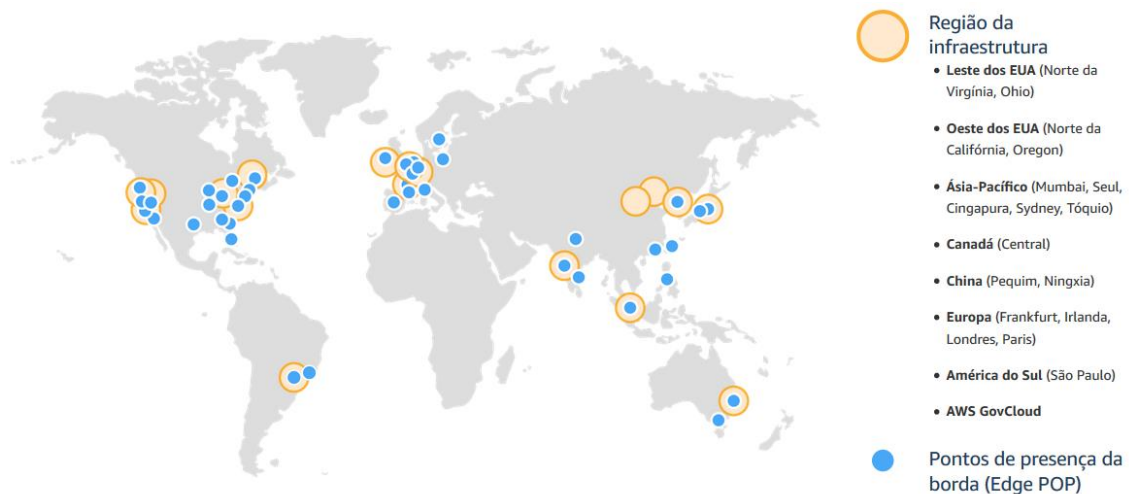 Região da
infraestrutura
• Leste dos EUA (Norte da
Virgínia, Ohio)
• Oeste dos EUA (Norte da
Califórnia, Oregon)
• Ásia-Pacífico (Mumbai, Seul,
Cingapura, Sydney, Tóquio)
• Canadá (Central)
• China (Pequim, Ningxia)
• Europa (Frankfurt, Irlanda,
Londres, Paris)
• América do Sul (São Paulo)
• AWS GovCloud
Pontos de presença da
borda (Edge POP)